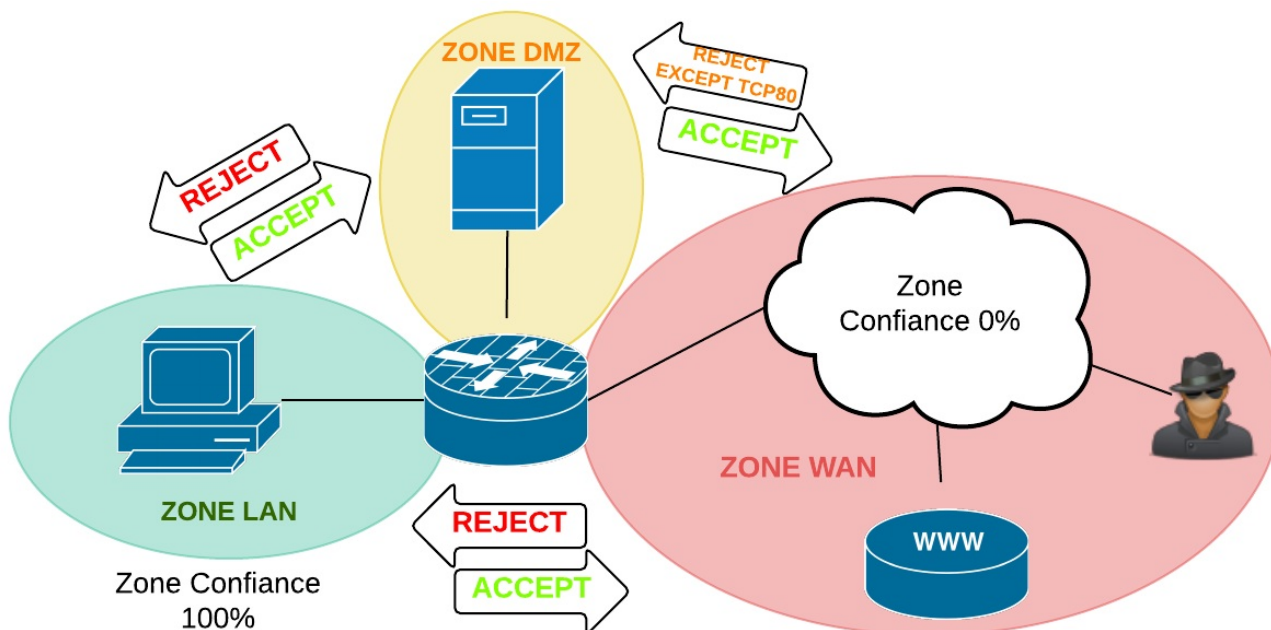 ZONE DMZ
REJECT
EXCEPT TCP80
ACCEPT
REJECT
ACCEPT
Zone
Confiance 0%
ZONE WAN
ZONE LAN
REJECT
ACCEPT
WWW
Zone Confiance
100%